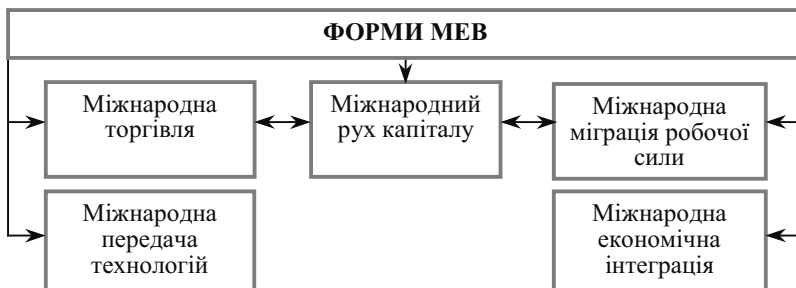 ФОРМИ МЕВ
Міжнародна
торгівля
Міжнародний
рух капіталу
Міжнародна
міграція робочої
сили
Міжнародна
передача
технологій
Міжнародна
економічна
інтеграція